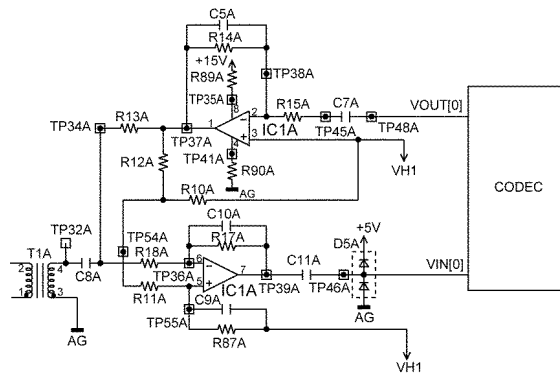 C5A
R14A
+15V
R89A
TP38A
TP35A
8
R13A
TP34A
TP37A
1
2
3
IC1A
R15A
C7A
TP45A
TP48A
VOUT[0]
TP41A
4
R12A
R90A
AG
VH1
CODEC
R10A
TP32A
T1A
TP54A
C10A
R17A
D5A
+5V
R18A
C11A
VIN[0]
2
4
1
3
C8A
TP36A
6
5
7
IC1A
TP39A
TP46A
R11A
C9A
TP55A
R87A
AG
AG
VH1